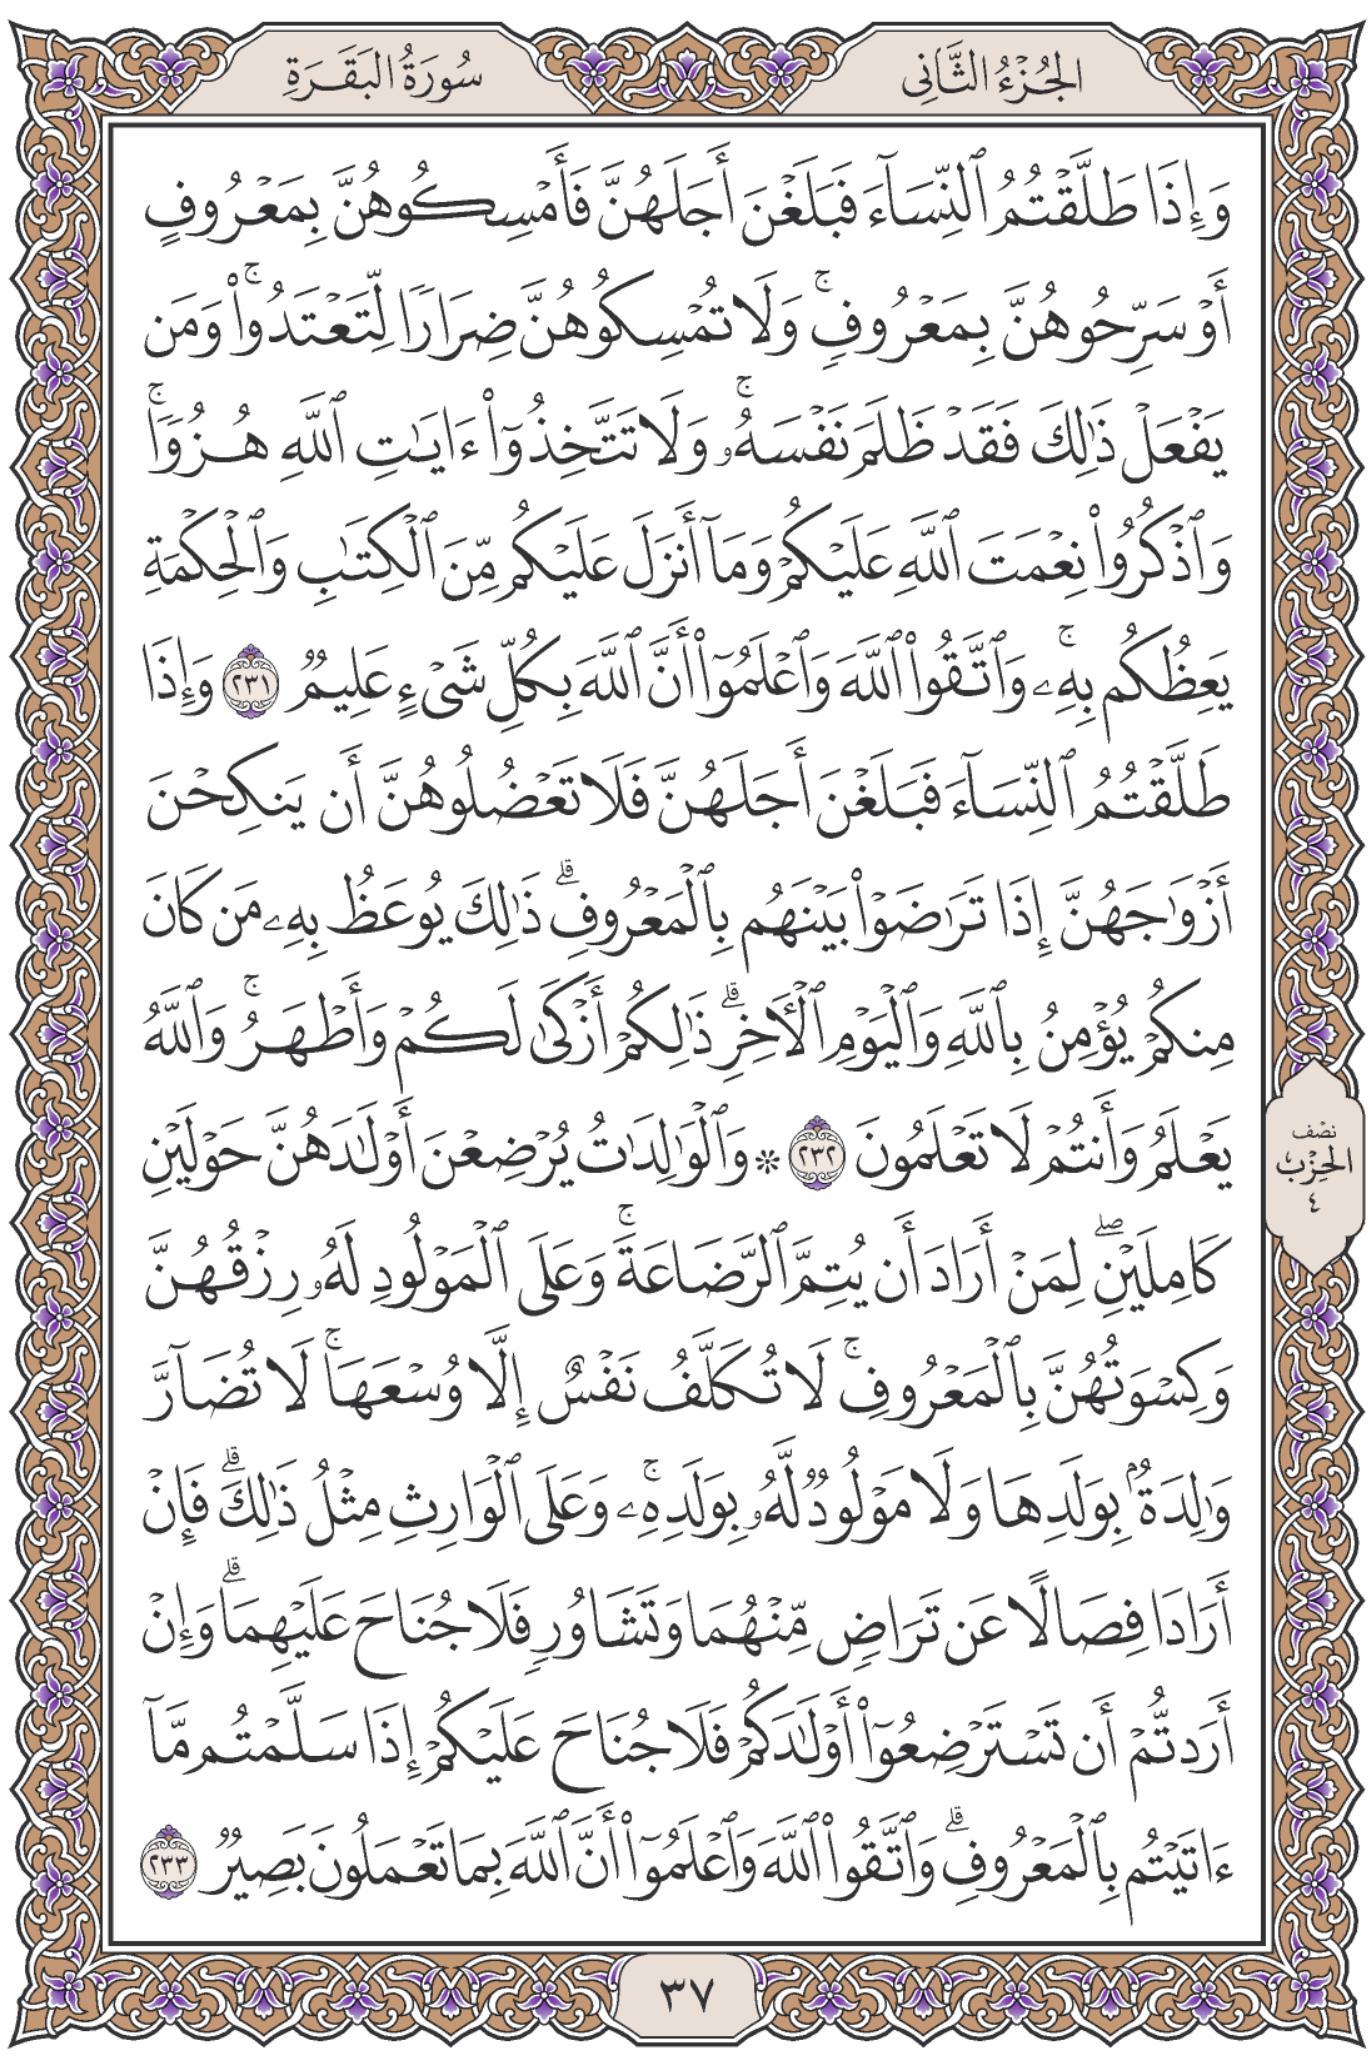 الجُزْءُ الثَّانِى
سُورَةُ البَقَرَةِ
وَإِذَا طَلَّقْتُمُ ٱلنِّسَآءَ فَبَلَغْنَ أَجَلَهُنَّ فَأَمْسِكُوهُنَّ بِمَعْرُوفٍ
أَوْ سَرِّحُوهُنَّ بِمَعْرُوفٍۚ وَلَا تُمْسِكُوهُنَّ ضِرَارًا لِّتَعْتَدُوا۟ۚ وَمَن
يَفْعَلْ ذَٰلِكَ فَقَدْ ظَلَمَ نَفْسَهُۥۚ وَلَا تَتَّخِذُوٓا۟ ءَايَٰتِ ٱللَّهِ هُزُوًاۚ
وَٱذْكُرُوا۟ نِعْمَتَ ٱللَّهِ عَلَيْكُمْ وَمَآ أَنزَلَ عَلَيْكُم مِّنَ ٱلْكِتَٰبِ وَٱلْحِكْمَةِ
يَعِظُكُم بِهِۦۚ وَٱتَّقُوا۟ ٱللَّهَ وَٱعْلَمُوٓا۟ أَنَّ ٱللَّهَ بِكُلِّ شَىْءٍ عَلِيمٌ ٢٣١ وَإِذَا
طَلَّقْتُمُ ٱلنِّسَآءَ فَبَلَغْنَ أَجَلَهُنَّ فَلَا تَعْضُلُوهُنَّ أَن يَنكِحْنَ
أَزْوَٰجَهُنَّ إِذَا تَرَٰضَوْا۟ بَيْنَهُم بِٱلْمَعْرُوفِۗ ذَٰلِكَ يُوعَظُ بِهِۦ مَن كَانَ
مِنكُمْ يُؤْمِنُ بِٱللَّهِ وَٱلْيَوْمِ ٱلْأَخِرِۗ ذَٰلِكُمْ أَزْكَىٰ لَكُمْ وَأَطْهَرُۚ وَٱللَّهُ
يَعْلَمُ وَأَنتُمْ لَا تَعْلَمُونَ ٢٣٢ * وَٱلْوَٰلِدَٰتُ يُرْضِعْنَ أَوْلَٰدَهُنَّ حَوْلَيْنِ
كَامِلَيْنِۖ لِمَنْ أَرَادَ أَن يُتِمَّ ٱلرَّضَاعَةَۚ وَعَلَى ٱلْمَوْلُودِ لَهُۥ رِزْقُهُنَّ
وَكِسْوَتُهُنَّ بِٱلْمَعْرُوفِۚ لَا تُكَلَّفُ نَفْسٌ إِلَّا وُسْعَهَاۚ لَا تُضَآرَّ
وَٰلِدَةٌۢ بِوَلَدِهَا وَلَا مَوْلُودٌ لَّهُۥ بِوَلَدِهِۦۚ وَعَلَى ٱلْوَارِثِ مِثْلُ ذَٰلِكَۗ فَإِنْ
أَرَادَا فِصَالًا عَن تَرَاضٍ مِّنْهُمَا وَتَشَاوُرٍ فَلَا جُنَاحَ عَلَيْهِمَاۗ وَإِنْ
أَرَدتُّمْ أَن تَسْتَرْضِعُوٓا۟ أَوْلَٰدَكُمْ فَلَا جُنَاحَ عَلَيْكُمْ إِذَا سَلَّمْتُم مَّآ
ءَاتَيْتُم بِٱلْمَعْرُوفِۗ وَٱتَّقُوا۟ ٱللَّهَ وَٱعْلَمُوٓا۟ أَنَّ ٱللَّهَ بِمَا تَعْمَلُونَ بَصِيرٌ ٢٣٣
نصْف
الحِزْب
٤
٣٧